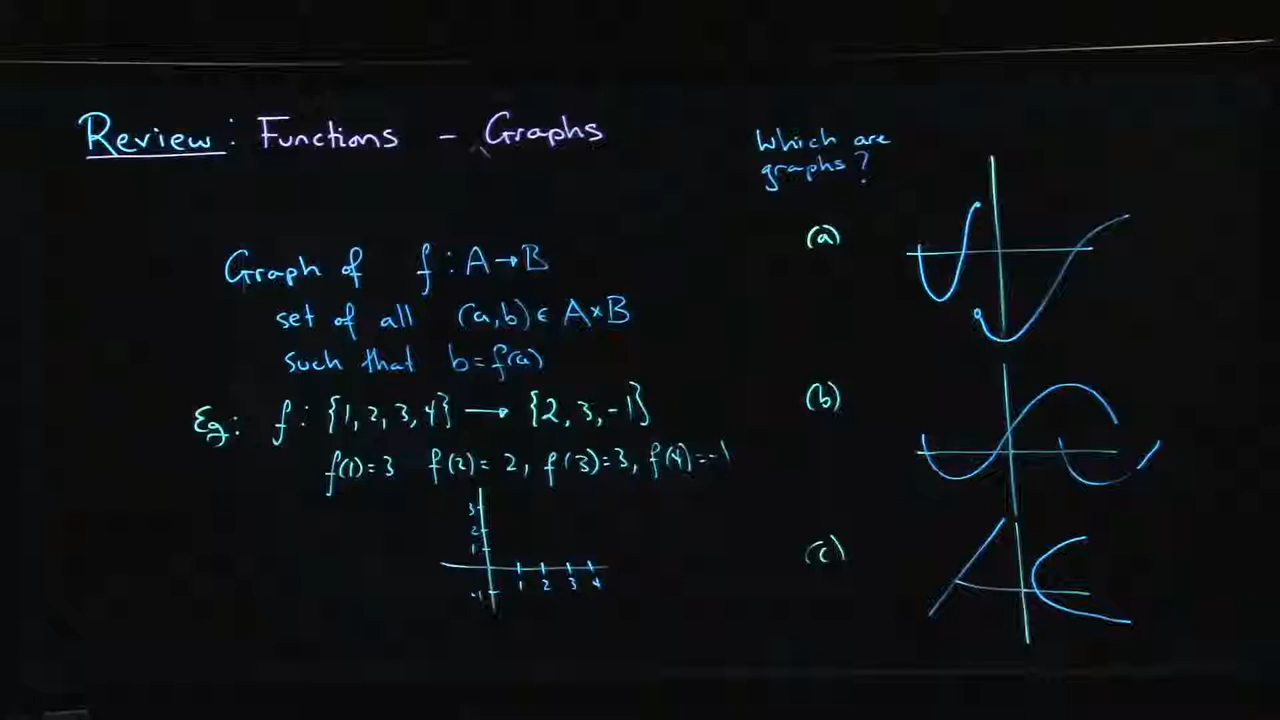 Review: Functions - Graphs
Graph of f: A→B
set of all (a,b) ∈ A×B
such that b=f(a)
Eg: f: {1, 2, 3, 4} → {2, 3, -1}
f(1)=3 f(2)=2, f(3)=3, f(4)=-1
3
2
1
-1
1 2 3 4
Which are
graphs?
(a)
(b)
(c)